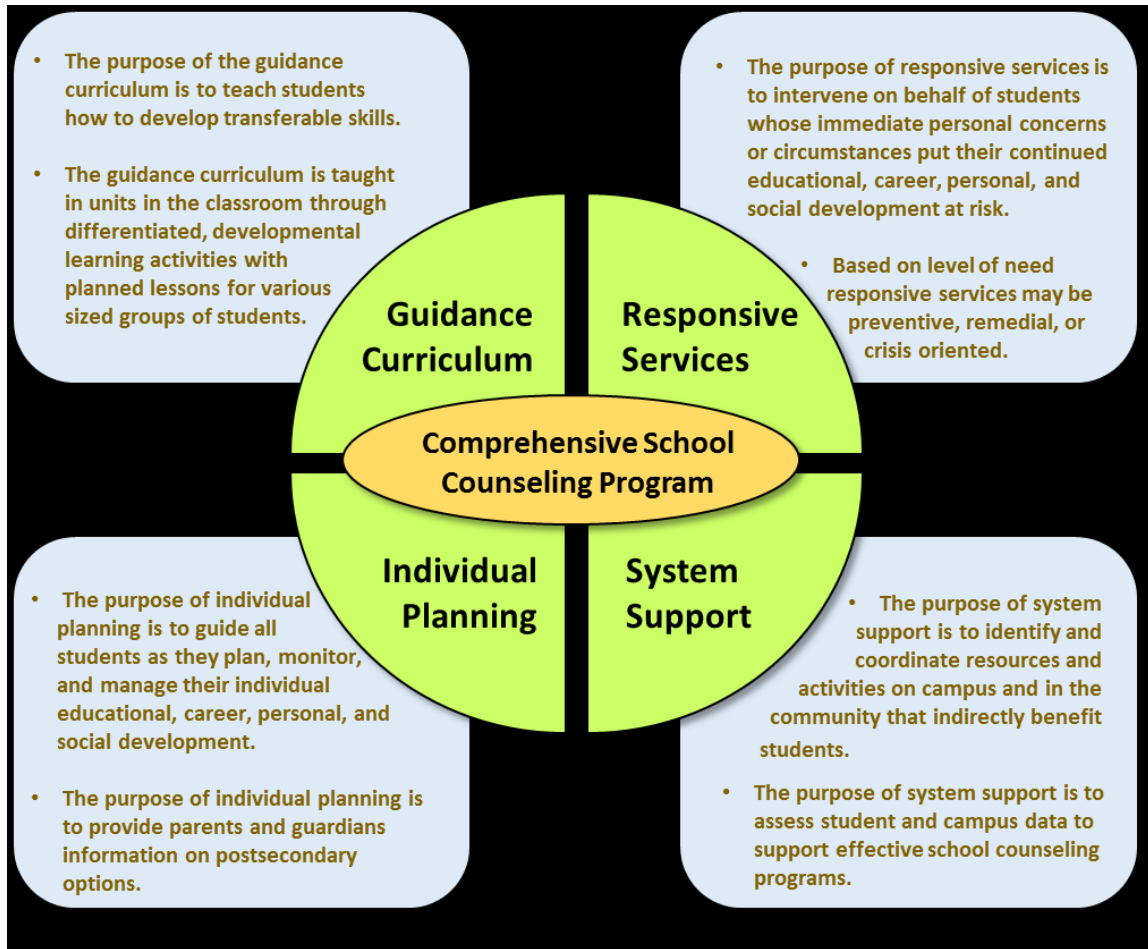 • The purpose of the guidance
curriculum is to teach students
how to develop transferable skills.
• The guidance curriculum is taught
in units in the classroom through
differentiated, developmental
learning activities with
planned lessons for various
sized groups of students.
• The purpose of responsive services is
to intervene on behalf of students
whose immediate personal concerns
or circumstances put their continued
educational, career, personal, and
social development at risk.
• Based on level of need
responsive services may be
preventive, remedial, or
crisis oriented.
Guidance
Curriculum
Responsive
Services
Comprehensive School
Counseling Program
Individual
Planning
System
Support
• The purpose of individual
planning is to guide all
students as they plan, monitor,
and manage their individual
educational, career, personal, and
social development.
• The purpose of individual planning is
to provide parents and guardians
information on postsecondary
options.
• The purpose of system
support is to identify and
coordinate resources and
activities on campus and in the
community that indirectly benefit
students.
• The purpose of system support is to
assess student and campus data to
support effective school counseling
programs.